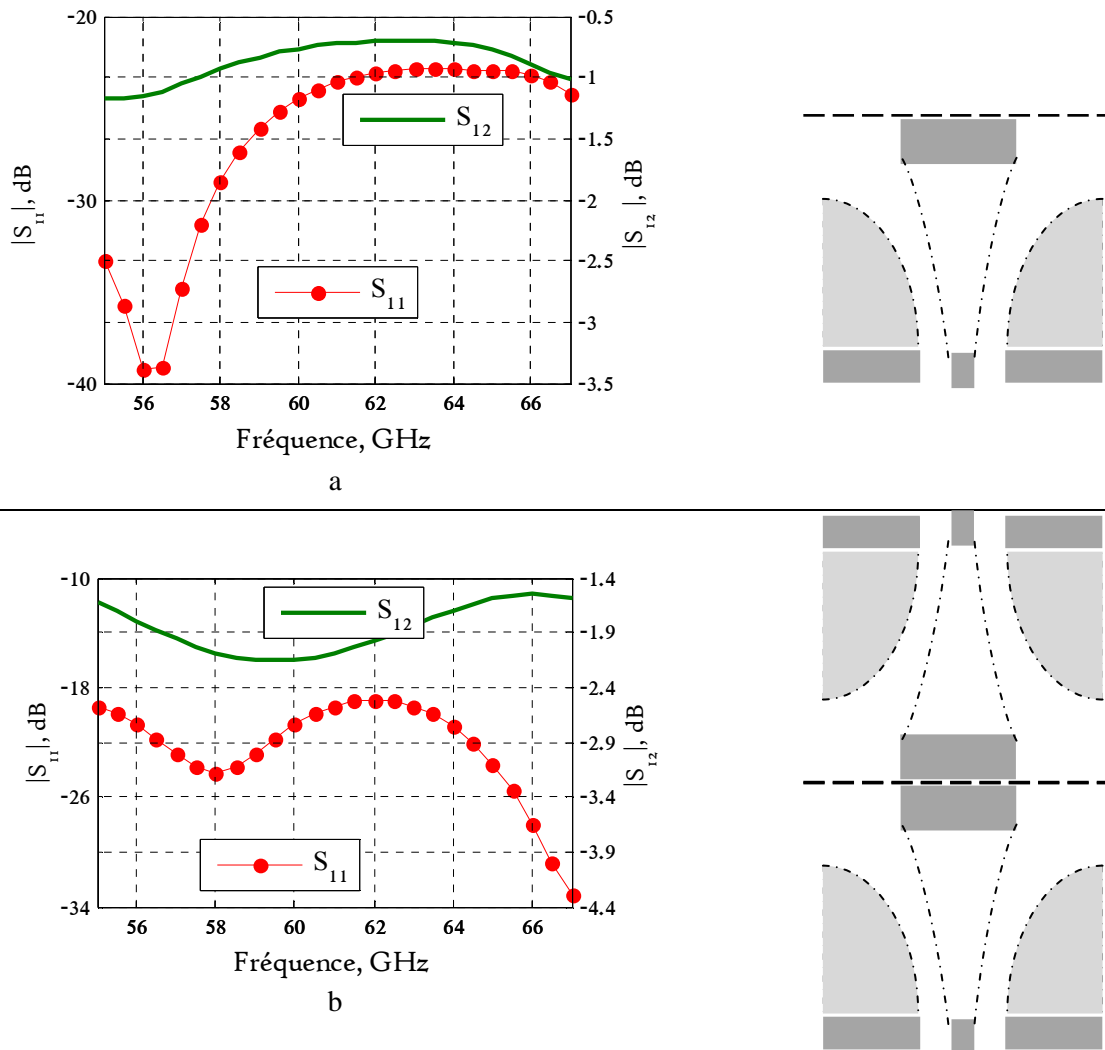 -20
-30
-40
|S₁₁|, dB
-0.5
-1
-1.5
-2
-2.5
-3
-3.5
|S₁₂|, dB
S₁₂
S₁₁
56 58 60 62 64 66
Fréquence, GHz
a
-10
-18
-26
-34
|S₁₁|, dB
-1.4
-1.9
-2.4
-2.9
-3.4
-3.9
-4.4
|S₁₂|, dB
S₁₂
S₁₁
56 58 60 62 64 66
Fréquence, GHz
b